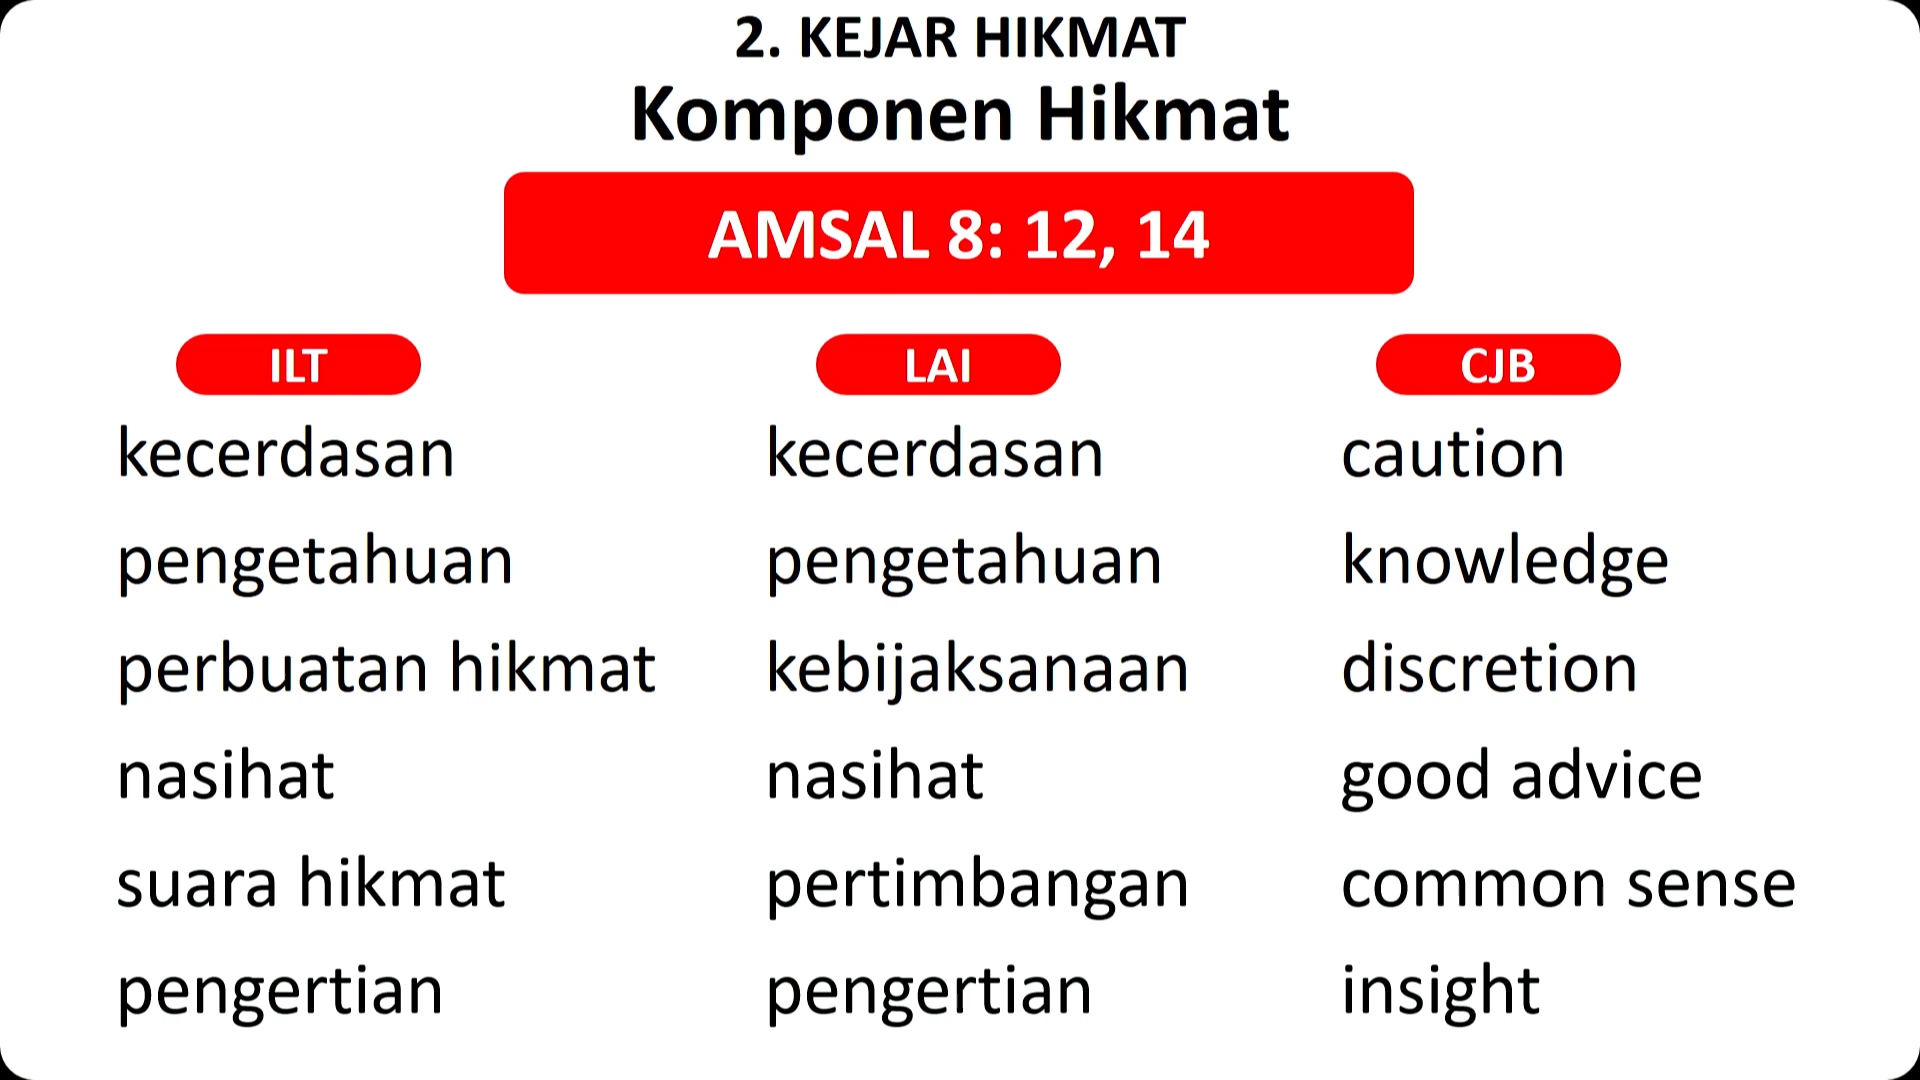 2. KEJAR HIKMAT
Komponen Hikmat
AMSAL 8: 12, 14
ILT LAI CJB
kecerdasan kecerdasan caution
pengetahuan pengetahuan knowledge
perbuatan hikmat kebijaksanaan discretion
nasihat nasihat good advice
suara hikmat pertimbangan common sense
pengertian pengertian insight